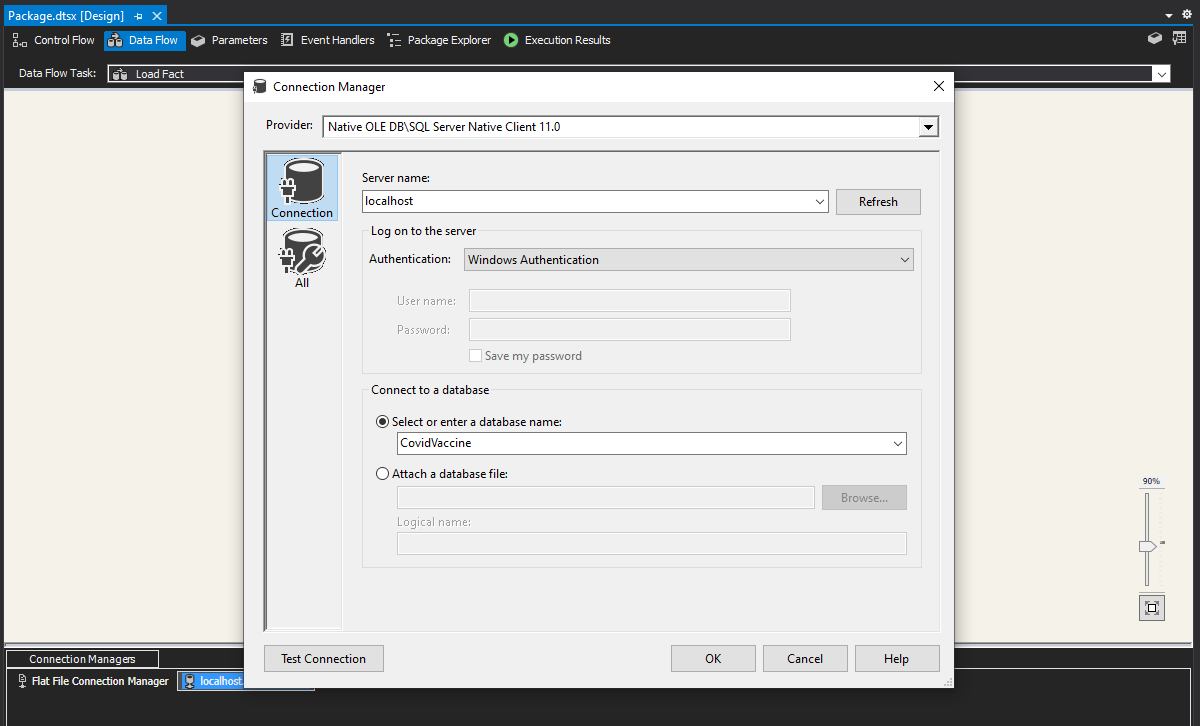 Package.dtsx [Design]
Control Flow Data Flow Parameters Event Handlers Package Explorer Execution Results
Data Flow Task: Load Fact
Connection Manager
Provider: Native OLE DB\SQL Server Native Client 11.0
Connection
All
Server name:
localhost Refresh
Log on to the server
Authentication: Windows Authentication
User name:
Password:
Save my password
Connect to a database
Select or enter a database name:
CovidVaccine
Attach a database file:
Browse...
Logical name:
90%
Test Connection OK Cancel Help
Connection Managers
Flat File Connection Manager localhost.